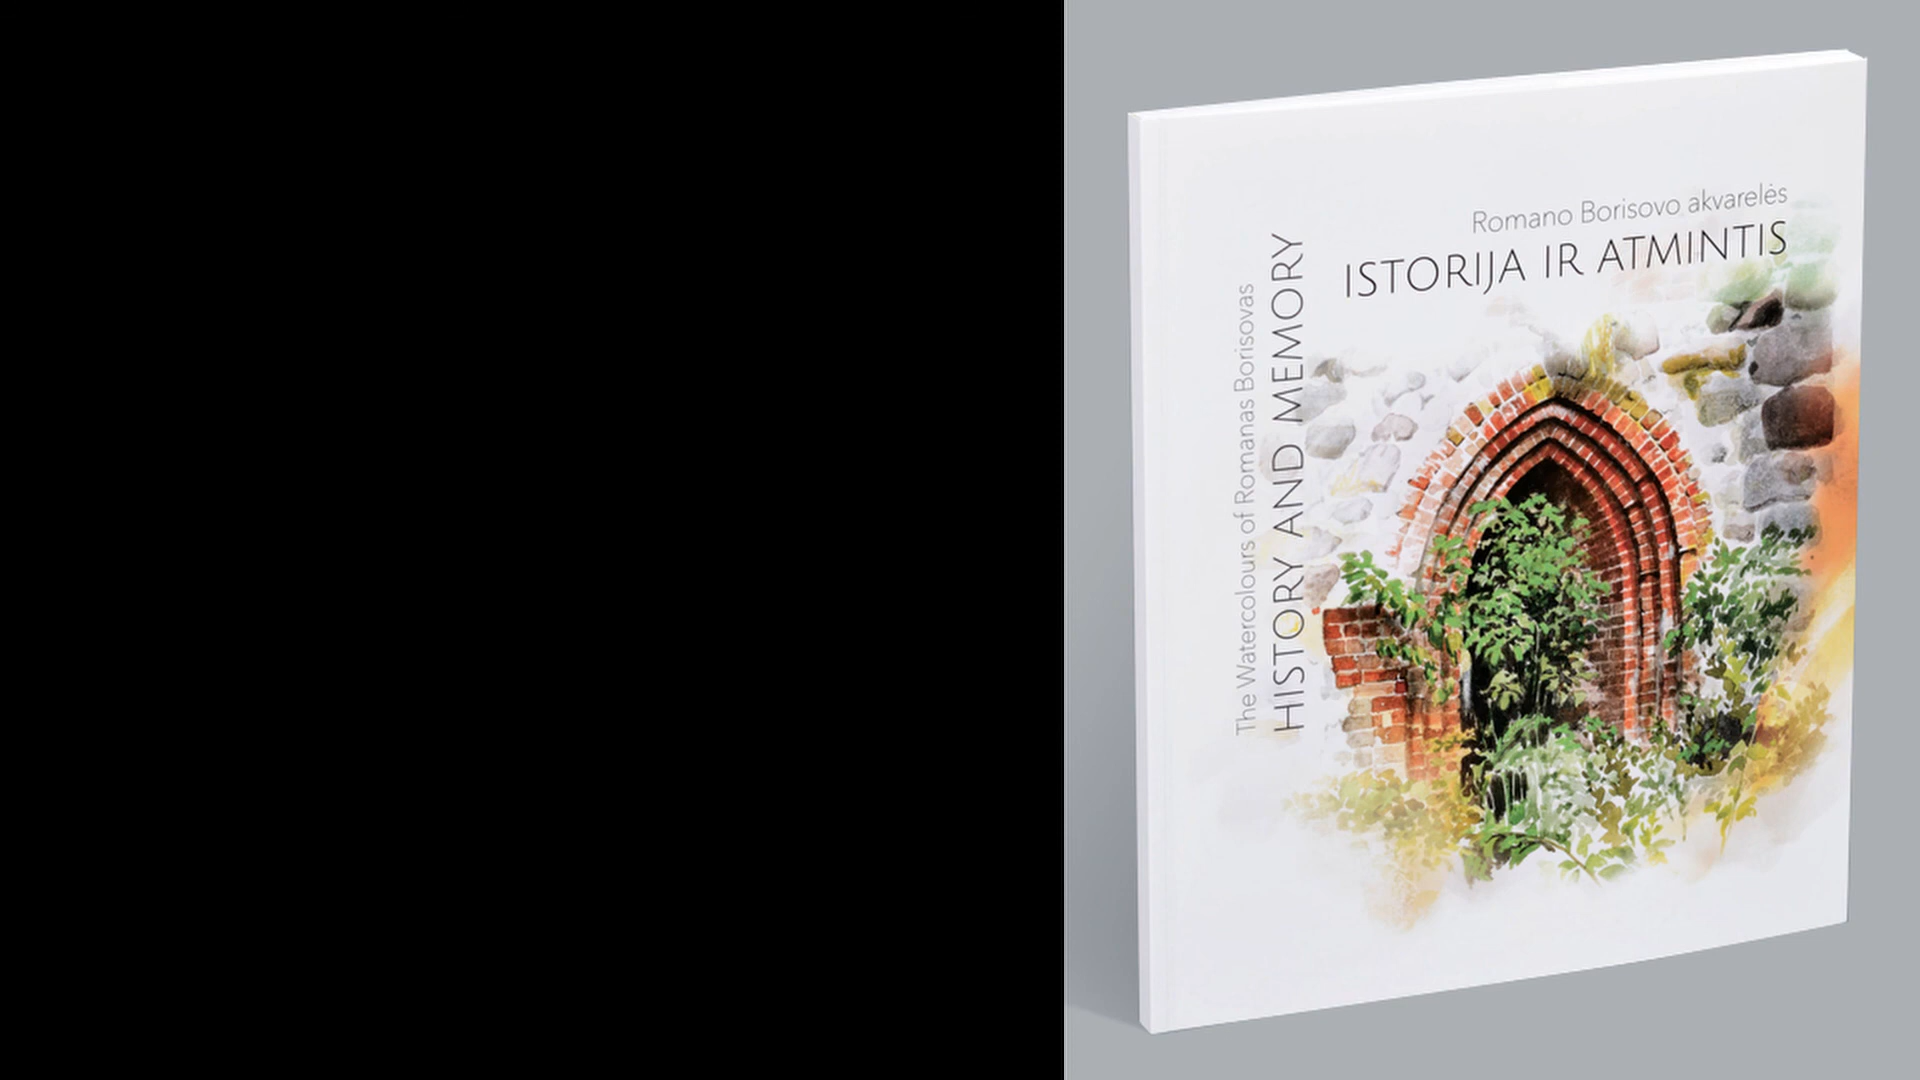 Romano Borisovo akvarelės
ISTORIJA IR ATMINTIS
The Watercolours of Romanas Borisovas
HISTORY AND MEMORY